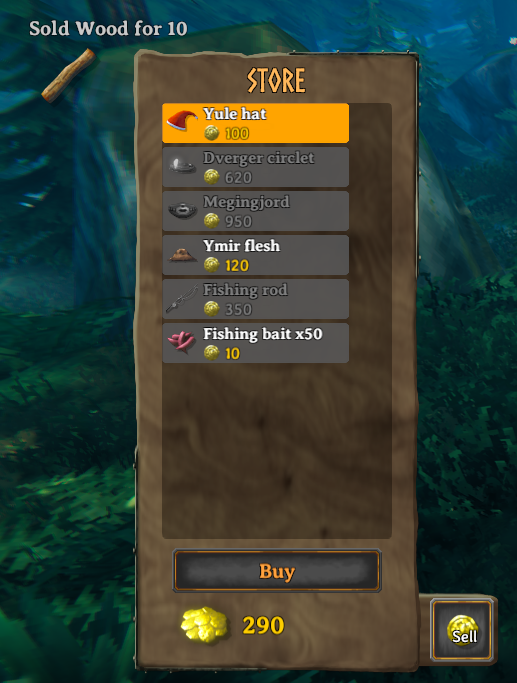 Sold Wood for 10
STORE
Yule hat
100
Dverger circlet
620
Megingjord
950
Ymir flesh
120
Fishing rod
350
Fishing bait x50
10
Buy
290
Sell